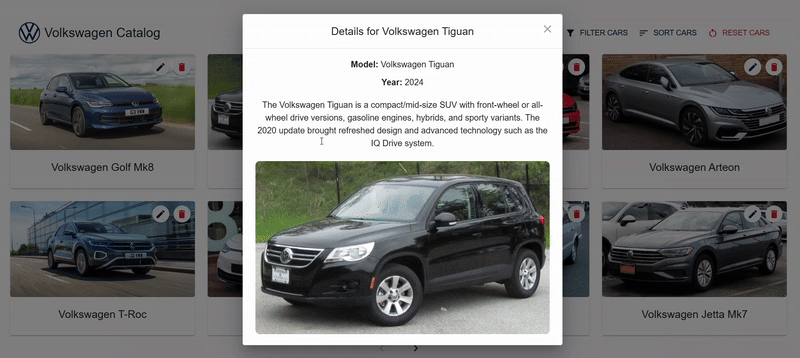 Volkswagen Catalog
FILTER CARS
SORT CARS
RESET CARS
Details for Volkswagen Tiguan
Model: Volkswagen Tiguan
Year: 2024
The Volkswagen Tiguan is a compact/mid-size SUV with front-wheel or all-
wheel drive versions, gasoline engines, hybrids, and sporty variants. The
2020 update brought refreshed design and advanced technology such as the
IQ Drive system.
Volkswagen Golf Mk8
Volkswagen Arteon
Volkswagen T-Roc
Volkswagen Jetta Mk7